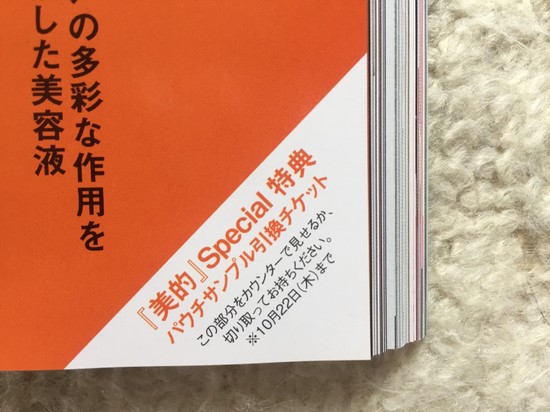 の多彩な作用を
した美容液
『美的』Special 特典
パウチサンプル引換チケット
この部分をカウンターで見せるか、
切り取ってお持ちください。
※10月22日(木)まで